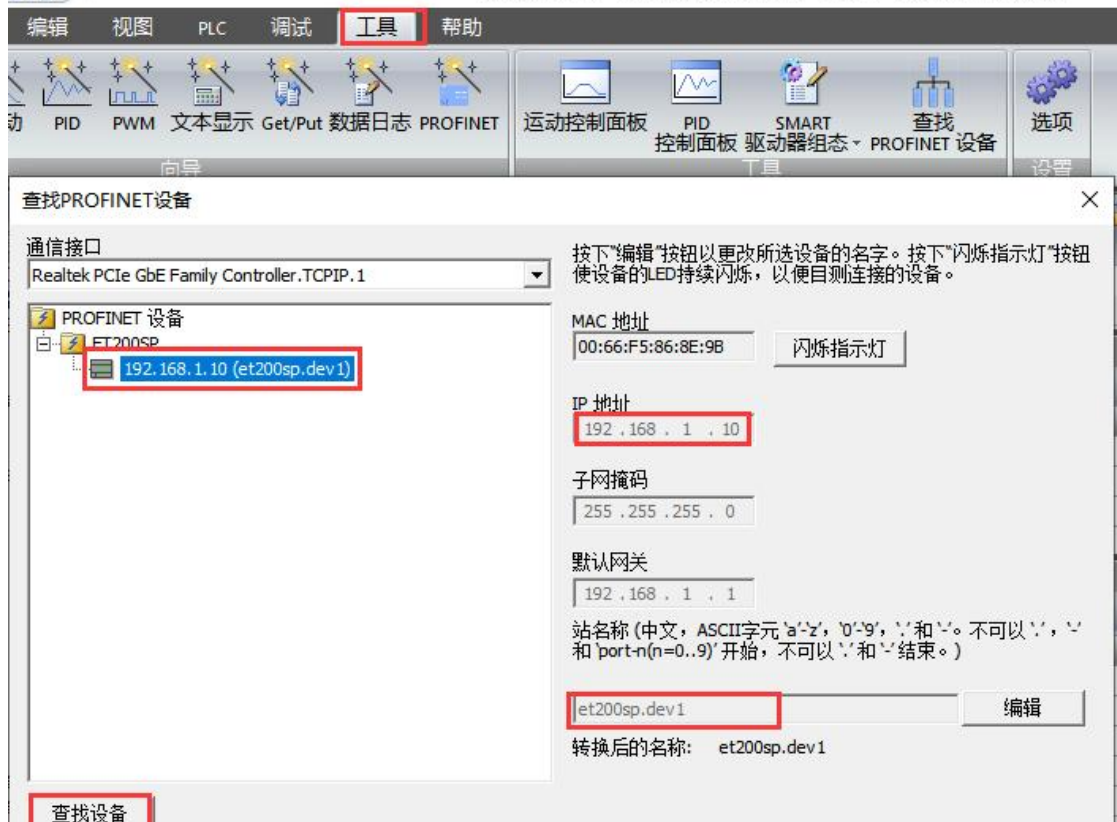 编辑 视图 PLC 调试 工具 帮助
动 PID PWM 文本显示 Get/Put 数据日志 PROFINET 运动控制面板 PID 控制面板 SMART 驱动器组态 查找 PROFINET 设备 选项
向导 工具 设置
查找PROFINET设备
通信接口
Realtek PCIe GbE Family Controller.TCPIP.1
PROFINET 设备
ET200SP
192.168.1.10 (et200sp.dev1)
查找设备
按下"编辑"按钮以更改所选设备的名字。按下"闪烁指示灯"按钮
使设备的LED持续闪烁，以便目测连接的设备。
MAC 地址
00:66:F5:86:8E:9B 闪烁指示灯
IP 地址
192 .168 . 1 . 10
子网掩码
255 .255 .255 . 0
默认网关
192 .168 . 1 . 1
站名称 (中文，ASCII字元 'a'-'z'，'0'-'9'，'.' 和 '-'。不可以 '.'，'-'
和 'port-n(n=0..9)' 开始，不可以 '.' 和 '-' 结束。)
et200sp.dev1 编辑
转换后的名称: et200sp.dev1